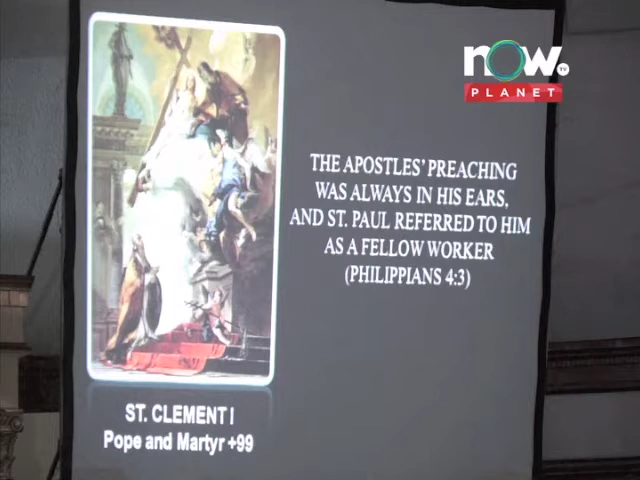 now.
TV
PLANET
THE APOSTLES' PREACHING
WAS ALWAYS IN HIS EARS,
AND ST. PAUL REFERRED TO HIM
AS A FELLOW WORKER
(PHILIPPIANS 4:3)
ST. CLEMENT I
Pope and Martyr +99